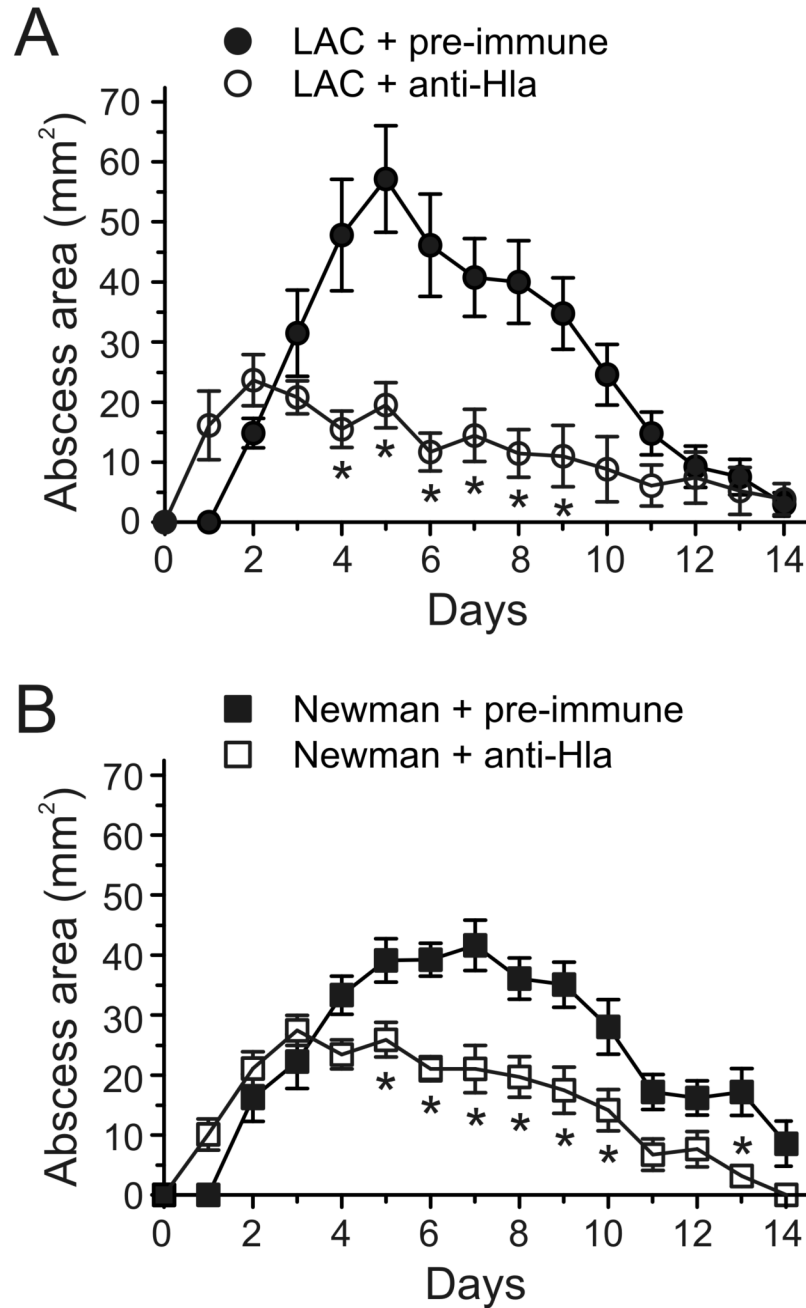 A
LAC + pre-immune
LAC + anti-Hla
Abscess area (mm²)
70
60
50
40
30
20
10
0
* * * * * *
0 2 4 6 8 10 12 14
Days
B
Newman + pre-immune
Newman + anti-Hla
Abscess area (mm²)
70
60
50
40
30
20
10
0
* * * * * * *
0 2 4 6 8 10 12 14
Days